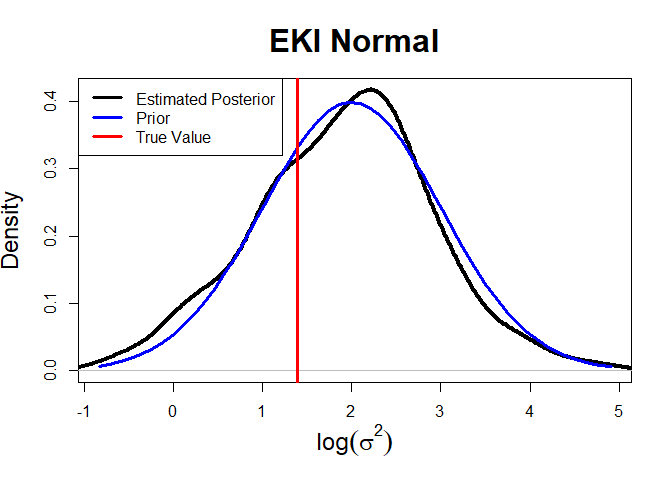 EKI Normal
Estimated Posterior
Prior
True Value
Density
0.0
0.1
0.2
0.3
0.4
-1 0 1 2 3 4 5
log(σ²)